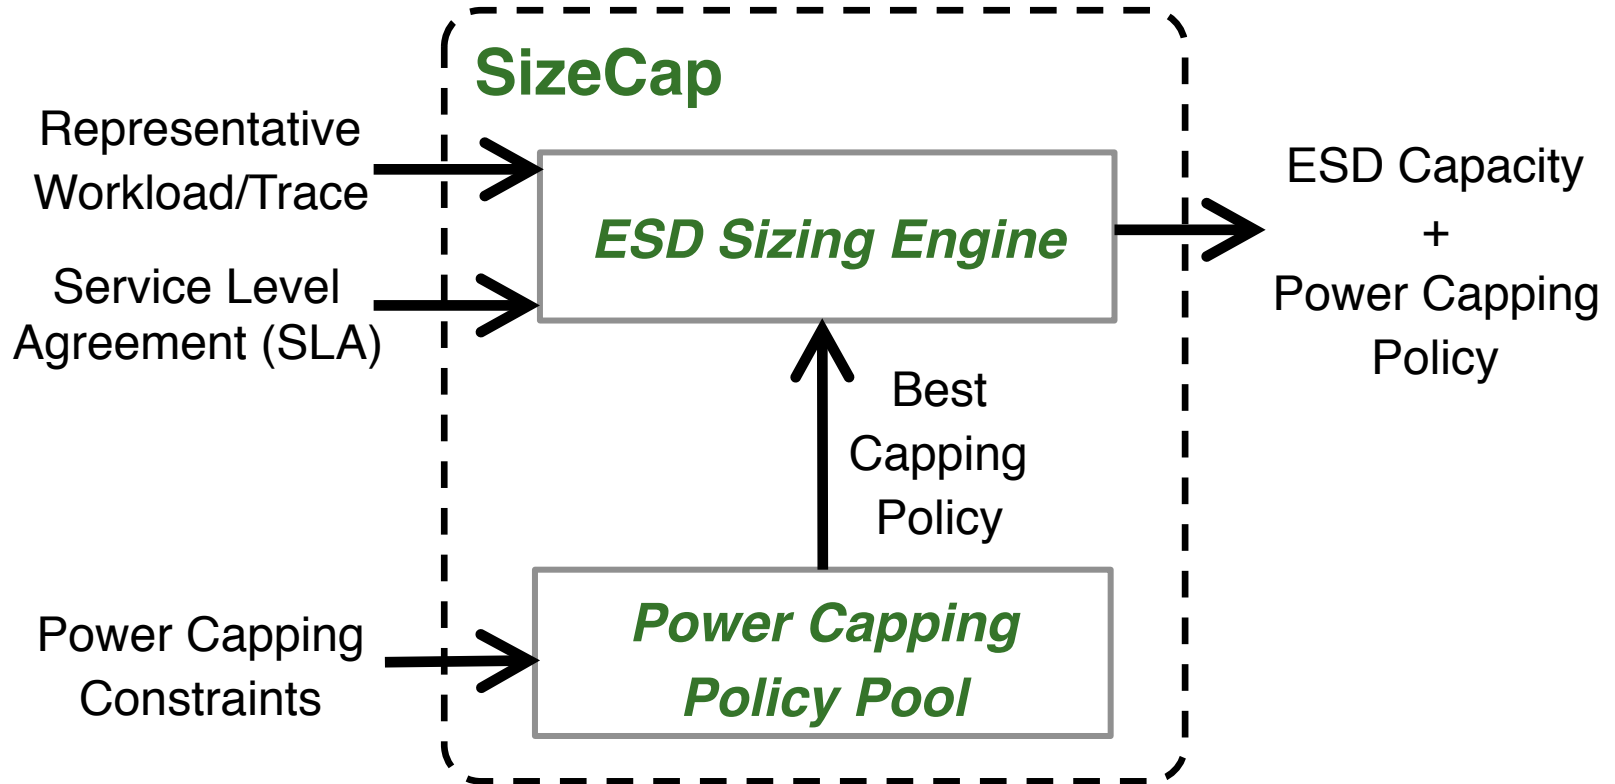 SizeCap
Representative
Workload/Trace
Service Level
Agreement (SLA)
ESD Sizing Engine
ESD Capacity
+
Power Capping
Policy
Best
Capping
Policy
Power Capping
Constraints
Power Capping
Policy Pool